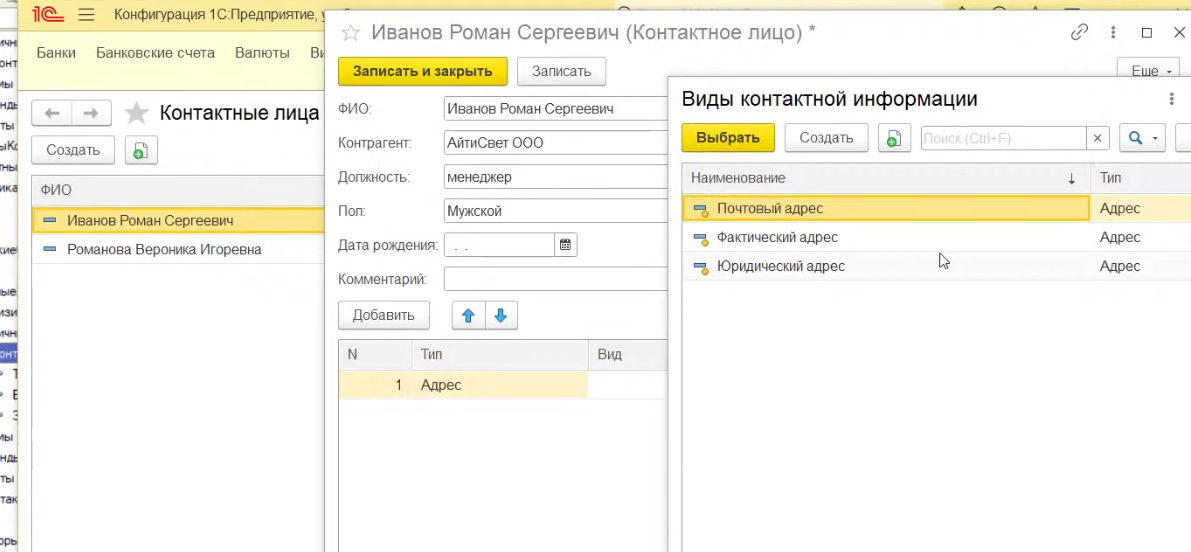 1С Конфигурация 1С:Предприятие, у
Банки Банковские счета Валюты Ви
Контактные лица
Создать
ФИО
Иванов Роман Сергеевич
Романова Вероника Игоревна
Иванов Роман Сергеевич (Контактное лицо) *
Записать и закрыть Записать Еще
ФИО: Иванов Роман Сергеевич
Контрагент: АйтиСвет ООО
Должность: менеджер
Пол: Мужской
Дата рождения: . .
Комментарий:
Добавить
N Тип Вид
1 Адрес
Виды контактной информации
Выбрать Создать Поиск (Ctrl+F) ×
Наименование ↓ Тип
Почтовый адрес Адрес
Фактический адрес Адрес
Юридический адрес Адрес